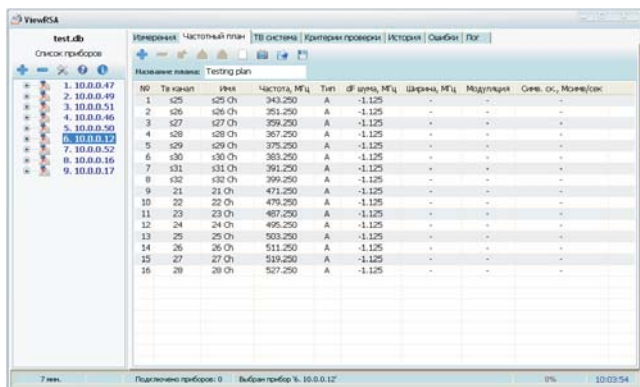 ViewRSA
test.db
Список приборов
1. 10.0.0.47
2. 10.0.0.49
3. 10.0.0.51
4. 10.0.0.46
5. 10.0.0.50
6. 10.0.0.12
7. 10.0.0.52
8. 10.0.0.16
9. 10.0.0.17
Измерения Частотный план ТВ система Критерии проверки История Ошибки Лог
Название плана: Testing plan
№ Тв канал Имя Частота, МГц Тип dF шума, МГц Ширина, МГц Модуляция Симв. ск., Мсимв/сек
1 s25 s25 Ch 343.250 A -1.125 - - -
2 s26 s26 Ch 351.250 A -1.125 - - -
3 s27 s27 Ch 359.250 A -1.125 - - -
4 s28 s28 Ch 367.250 A -1.125 - - -
5 s29 s29 Ch 375.250 A -1.125 - - -
6 s30 s30 Ch 383.250 A -1.125 - - -
7 s31 s31 Ch 391.250 A -1.125 - - -
8 s32 s32 Ch 399.250 A -1.125 - - -
9 21 21 Ch 471.250 A -1.125 - - -
10 22 22 Ch 479.250 A -1.125 - - -
11 23 23 Ch 487.250 A -1.125 - - -
12 24 24 Ch 495.250 A -1.125 - - -
13 25 25 Ch 503.250 A -1.125 - - -
14 26 26 Ch 511.250 A -1.125 - - -
15 27 27 Ch 519.250 A -1.125 - - -
16 28 28 Ch 527.250 A -1.125 - - -
7 мин. Подключено приборов: 0 Выбран прибор '6. 10.0.0.12' 0% 10:03:54